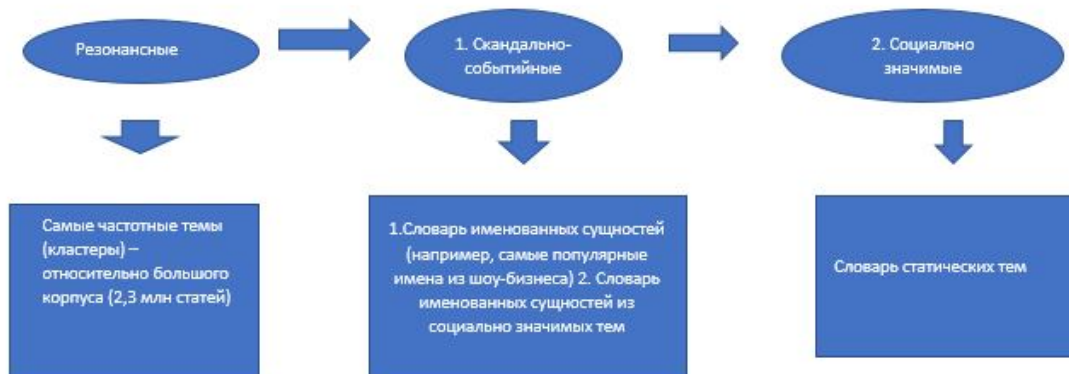 Резонансные
1. Скандально-
событийные
2. Социально
значимые
Самые частотные темы
(кластеры) –
относительно большого
корпуса (2,3 млн статей)
1.Словарь именованных сущностей
(например, самые популярные
имена из шоу-бизнеса) 2. Словарь
именованных сущностей из
социально значимых тем
Словарь статических тем